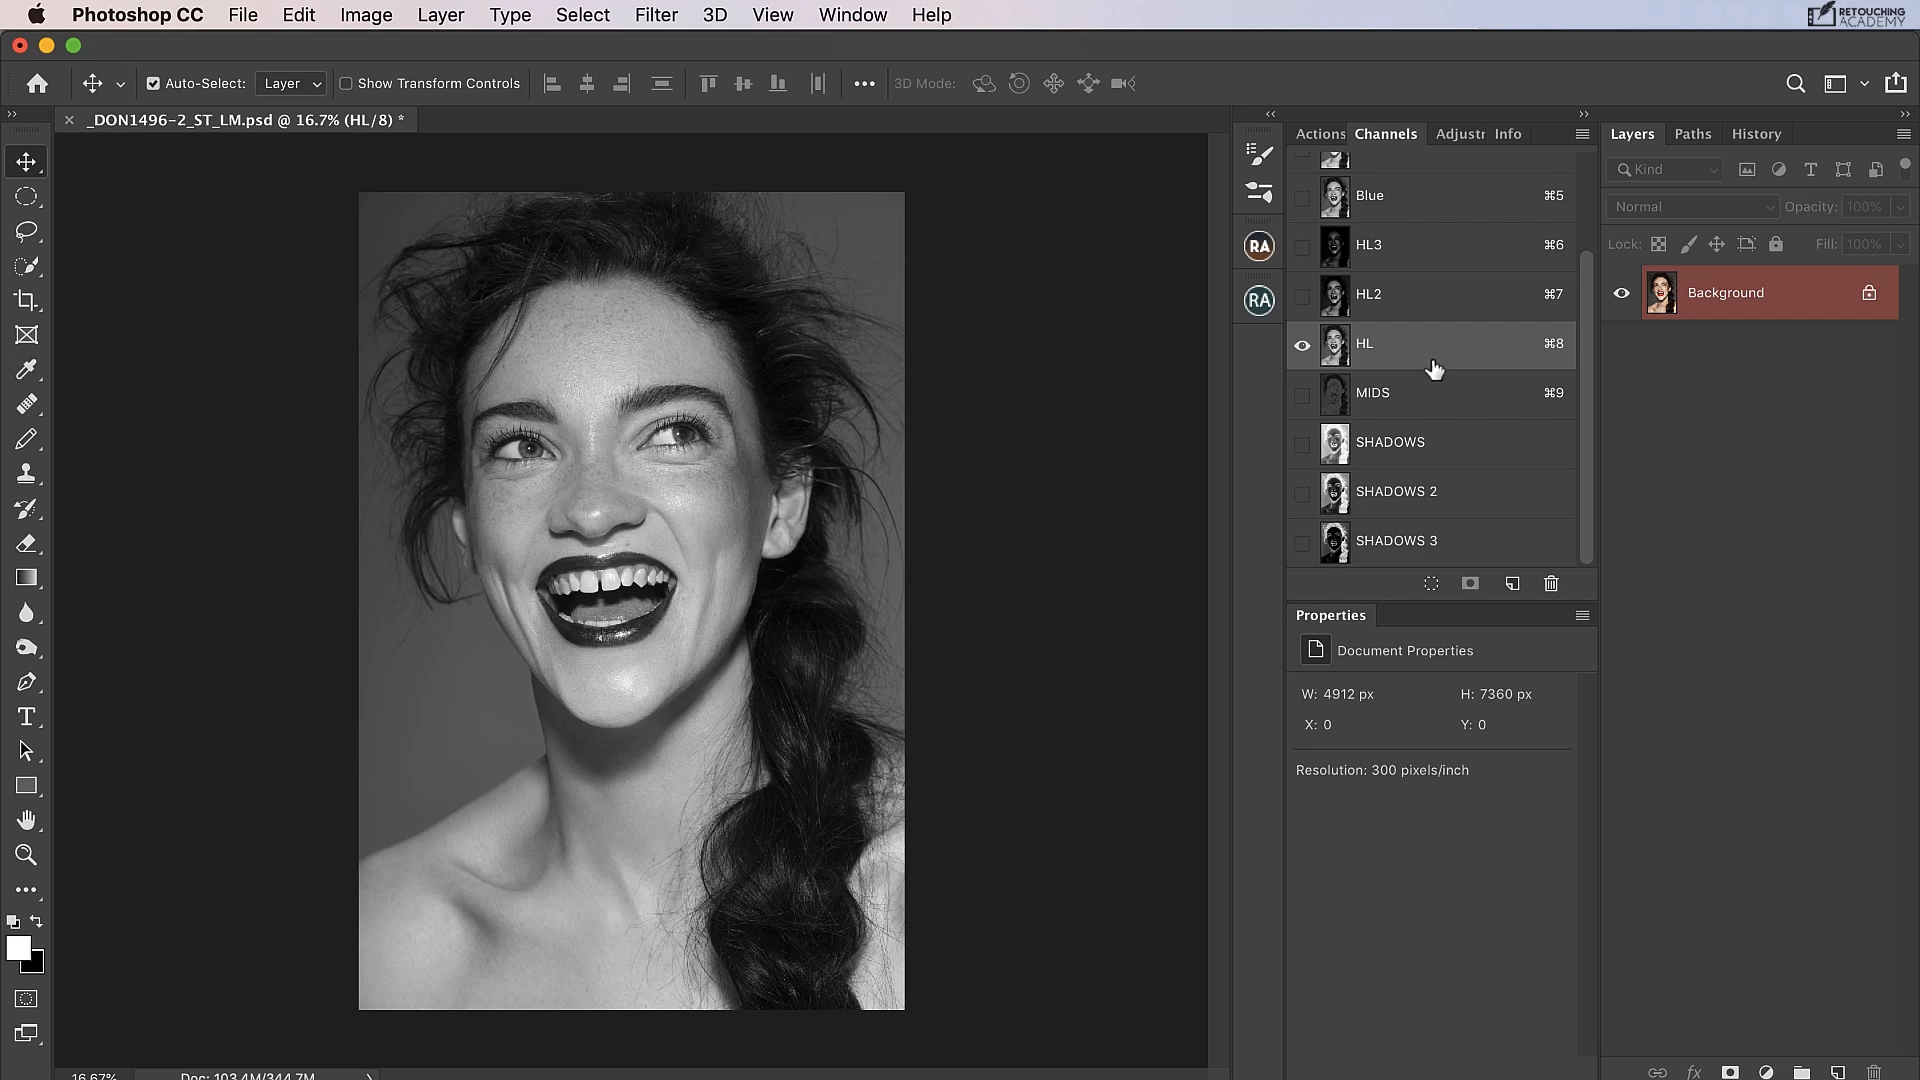 Photoshop CC File Edit Image Layer Type Select Filter 3D View Window Help
RETOUCHING ACADEMY
Auto-Select: Layer Show Transform Controls 3D Mode:
_DON1496-2_ST_LM.psd @ 16.7% (HL/8) *
Actions Channels Adjustr Info
Blue ⌘5
HL3 ⌘6
HL2 ⌘7
HL ⌘8
MIDS ⌘9
SHADOWS
SHADOWS 2
SHADOWS 3
RA
RA
Properties
Document Properties
W: 4912 px H: 7360 px
X: 0 Y: 0
Resolution: 300 pixels/inch
Layers Paths History
Kind
Normal Opacity: 100%
Lock: Fill: 100%
Background
fx
16.67% Doc: 103.4M/344.7M